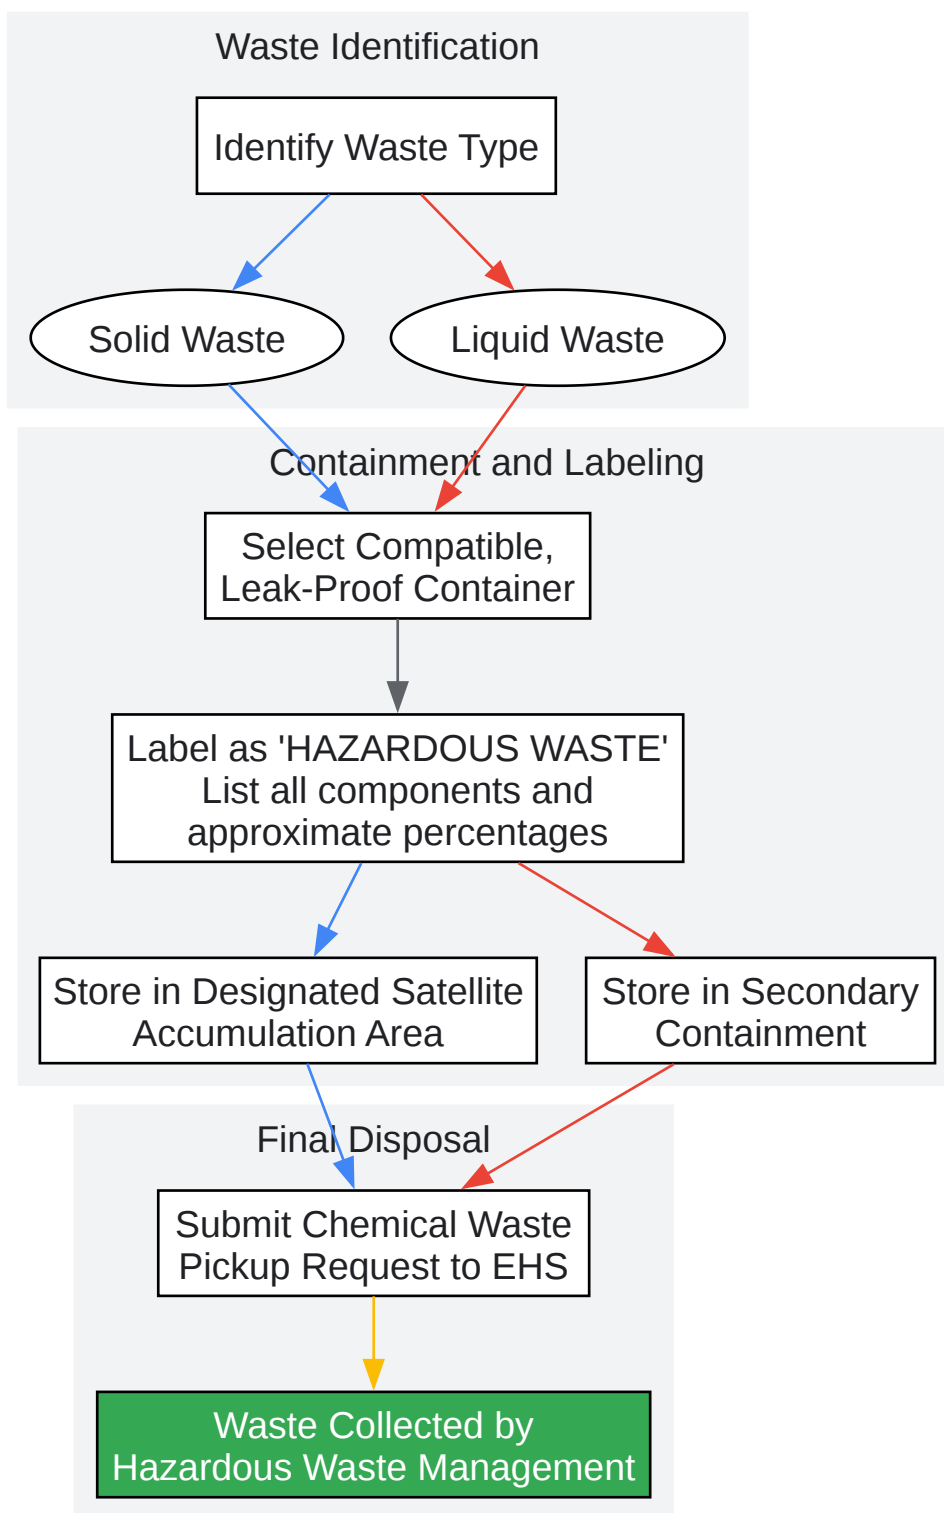 Waste Identification
Identify Waste Type
Solid Waste
Liquid Waste
Containment and Labeling
Select Compatible,
Leak-Proof Container
Label as 'HAZARDOUS WASTE'
List all components and
approximate percentages
Store in Designated Satellite
Accumulation Area
Store in Secondary
Containment
Final Disposal
Submit Chemical Waste
Pickup Request to EHS
Waste Collected by
Hazardous Waste Management